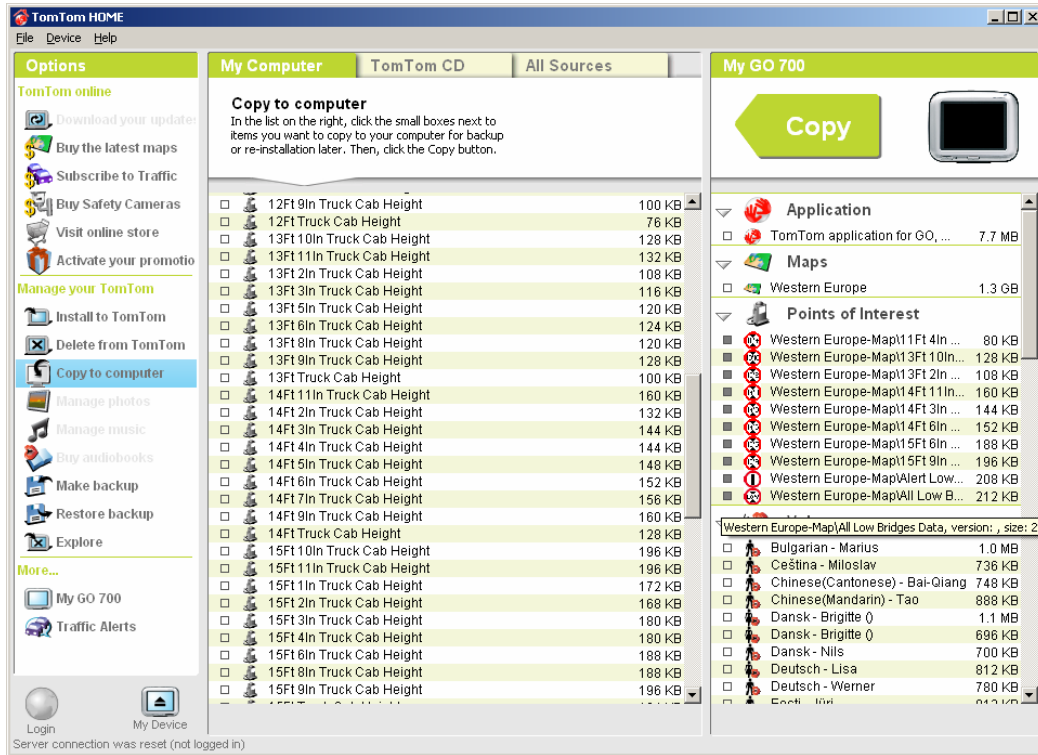 TomTom HOME
File Device Help
Options
TomTom online
Download your updates
Buy the latest maps
Subscribe to Traffic
Buy Safety Cameras
Visit online store
Activate your promotio
Manage your TomTom
Install to TomTom
Delete from TomTom
Copy to computer
Manage photos
Manage music
Buy audiobooks
Make backup
Restore backup
Explore
More...
My GO 700
Traffic Alerts
Login
My Device
Server connection was reset (not logged in)
My Computer TomTom CD All Sources
Copy to computer
In the list on the right, click the small boxes next to
items you want to copy to your computer for backup
or re-installation later. Then, click the Copy button.
12Ft 9In Truck Cab Height 100 KB
12Ft Truck Cab Height 76 KB
13Ft 10In Truck Cab Height 128 KB
13Ft 11In Truck Cab Height 132 KB
13Ft 2In Truck Cab Height 108 KB
13Ft 3In Truck Cab Height 116 KB
13Ft 5In Truck Cab Height 120 KB
13Ft 6In Truck Cab Height 124 KB
13Ft 8In Truck Cab Height 120 KB
13Ft 9In Truck Cab Height 128 KB
13Ft Truck Cab Height 100 KB
14Ft 11In Truck Cab Height 160 KB
14Ft 2In Truck Cab Height 132 KB
14Ft 3In Truck Cab Height 144 KB
14Ft 4In Truck Cab Height 144 KB
14Ft 5In Truck Cab Height 148 KB
14Ft 6In Truck Cab Height 152 KB
14Ft 7In Truck Cab Height 156 KB
14Ft 9In Truck Cab Height 160 KB
14Ft Truck Cab Height 128 KB
15Ft 10In Truck Cab Height 196 KB
15Ft 11In Truck Cab Height 196 KB
15Ft 1In Truck Cab Height 172 KB
15Ft 2In Truck Cab Height 168 KB
15Ft 3In Truck Cab Height 180 KB
15Ft 4In Truck Cab Height 180 KB
15Ft 6In Truck Cab Height 188 KB
15Ft 8In Truck Cab Height 188 KB
15Ft 9In Truck Cab Height 196 KB
My GO 700
Copy
Application
TomTom application for GO, ... 7.7 MB
Maps
Western Europe 1.3 GB
Points of Interest
Western Europe-Map\11Ft 4In ... 80 KB
Western Europe-Map\13Ft 10In... 128 KB
Western Europe-Map\13Ft 2In ... 108 KB
Western Europe-Map\14Ft 11In... 160 KB
Western Europe-Map\14Ft 3In ... 144 KB
Western Europe-Map\14Ft 6In ... 152 KB
Western Europe-Map\15Ft 6In ... 188 KB
Western Europe-Map\15Ft 9In ... 196 KB
Western Europe-Map\Alert Low... 208 KB
Western Europe-Map\All Low B... 212 KB
Western Europe-Map\All Low Bridges Data, version: , size: 2
Bulgarian - Marius 1.0 MB
Ceština - Miloslav 736 KB
Chinese(Cantonese) - Bai-Qiang 748 KB
Chinese(Mandarin) - Tao 888 KB
Dansk - Brigitte () 1.1 MB
Dansk - Brigitte () 696 KB
Dansk - Nils 700 KB
Deutsch - Lisa 812 KB
Deutsch - Werner 780 KB